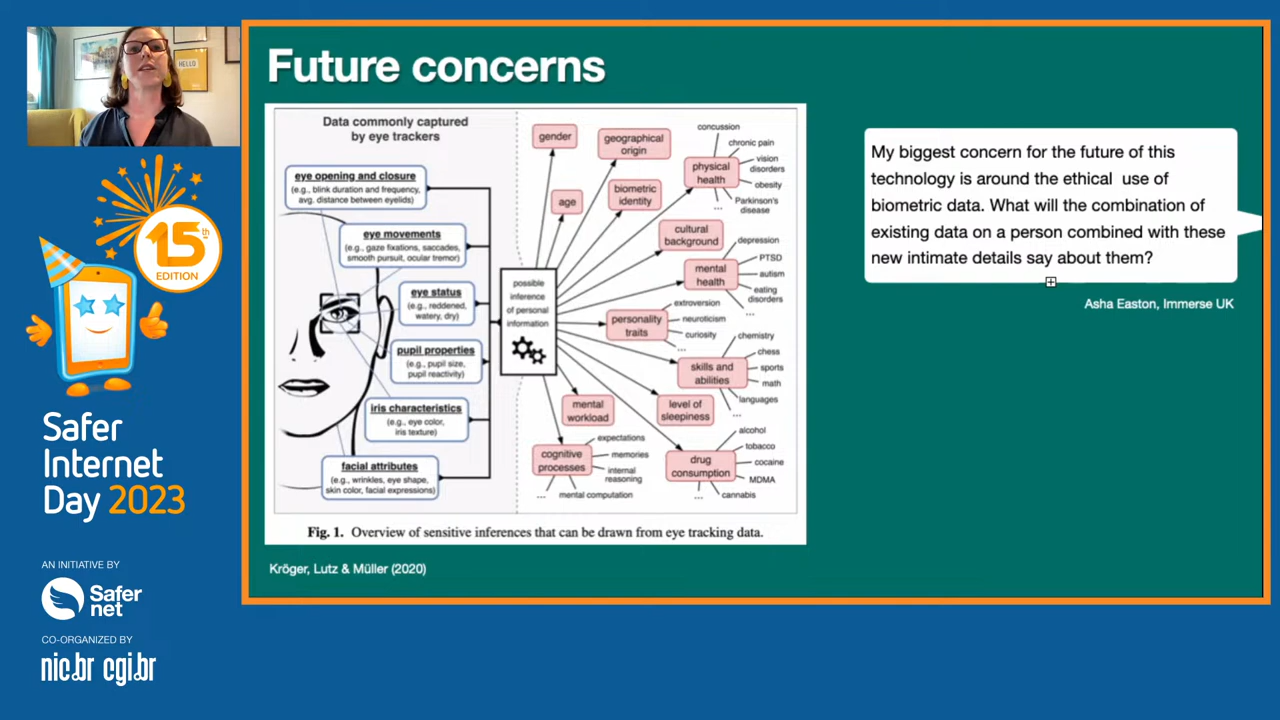 HELLO
15th
EDITION
Safer
Internet
Day 2023
AN INITIATIVE BY
Safer
net
CO-ORGANIZED BY
nic.br cgi.br
Future concerns
Data commonly captured
by eye trackers
eye opening and closure
(e.g., blink duration and frequency,
avg. distance between eyelids)
eye movements
(e.g., gaze fixations, saccades,
smooth pursuit, ocular tremor)
eye status
(e.g., reddened,
watery, dry)
pupil properties
(e.g., pupil size,
pupil reactivity)
iris characteristics
(e.g., eye color,
iris texture)
facial attributes
(e.g., wrinkles, eye shape,
skin color, facial expressions)
possible
inference
of personal
information
gender
geographical
origin
age
biometric
identity
physical
health
concussion
chronic pain
vision
disorders
obesity
Parkinson's
disease
...
cultural
background
mental
health
depression
PTSD
autism
eating
disorders
...
personality
traits
extroversion
neuroticism
curiosity
...
skills and
abilities
chemistry
chess
sports
math
languages
...
mental
workload
level of
sleepiness
cognitive
processes
expectations
memories
internal
reasoning
mental computation
...
drug
consumption
alcohol
tobacco
cocaine
MDMA
cannabis
...
Fig. 1. Overview of sensitive inferences that can be drawn from eye tracking data.
Kröger, Lutz & Müller (2020)
My biggest concern for the future of this
technology is around the ethical use of
biometric data. What will the combination of
existing data on a person combined with these
new intimate details say about them?
Asha Easton, Immerse UK